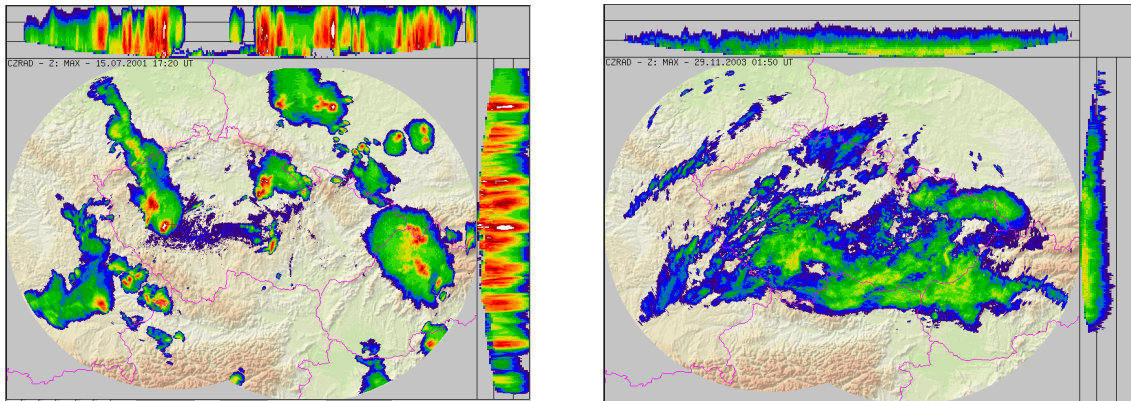 CZRAD - Z: MAX - 15.07.2001 17:20 UT
CZRAD - Z: MAX - 29.11.2003 01:50 UT